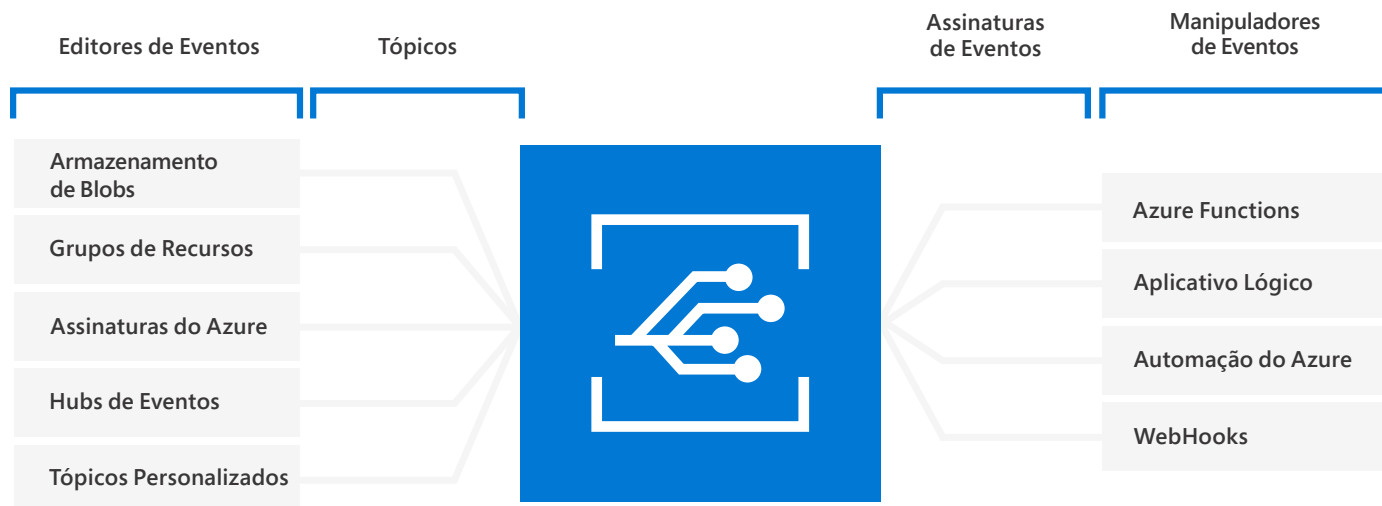 Editores de Eventos
Tópicos
Assinaturas
de Eventos
Manipuladores
de Eventos
Armazenamento
de Blobs
Grupos de Recursos
Assinaturas do Azure
Hubs de Eventos
Tópicos Personalizados
Azure Functions
Aplicativo Lógico
Automação do Azure
WebHooks